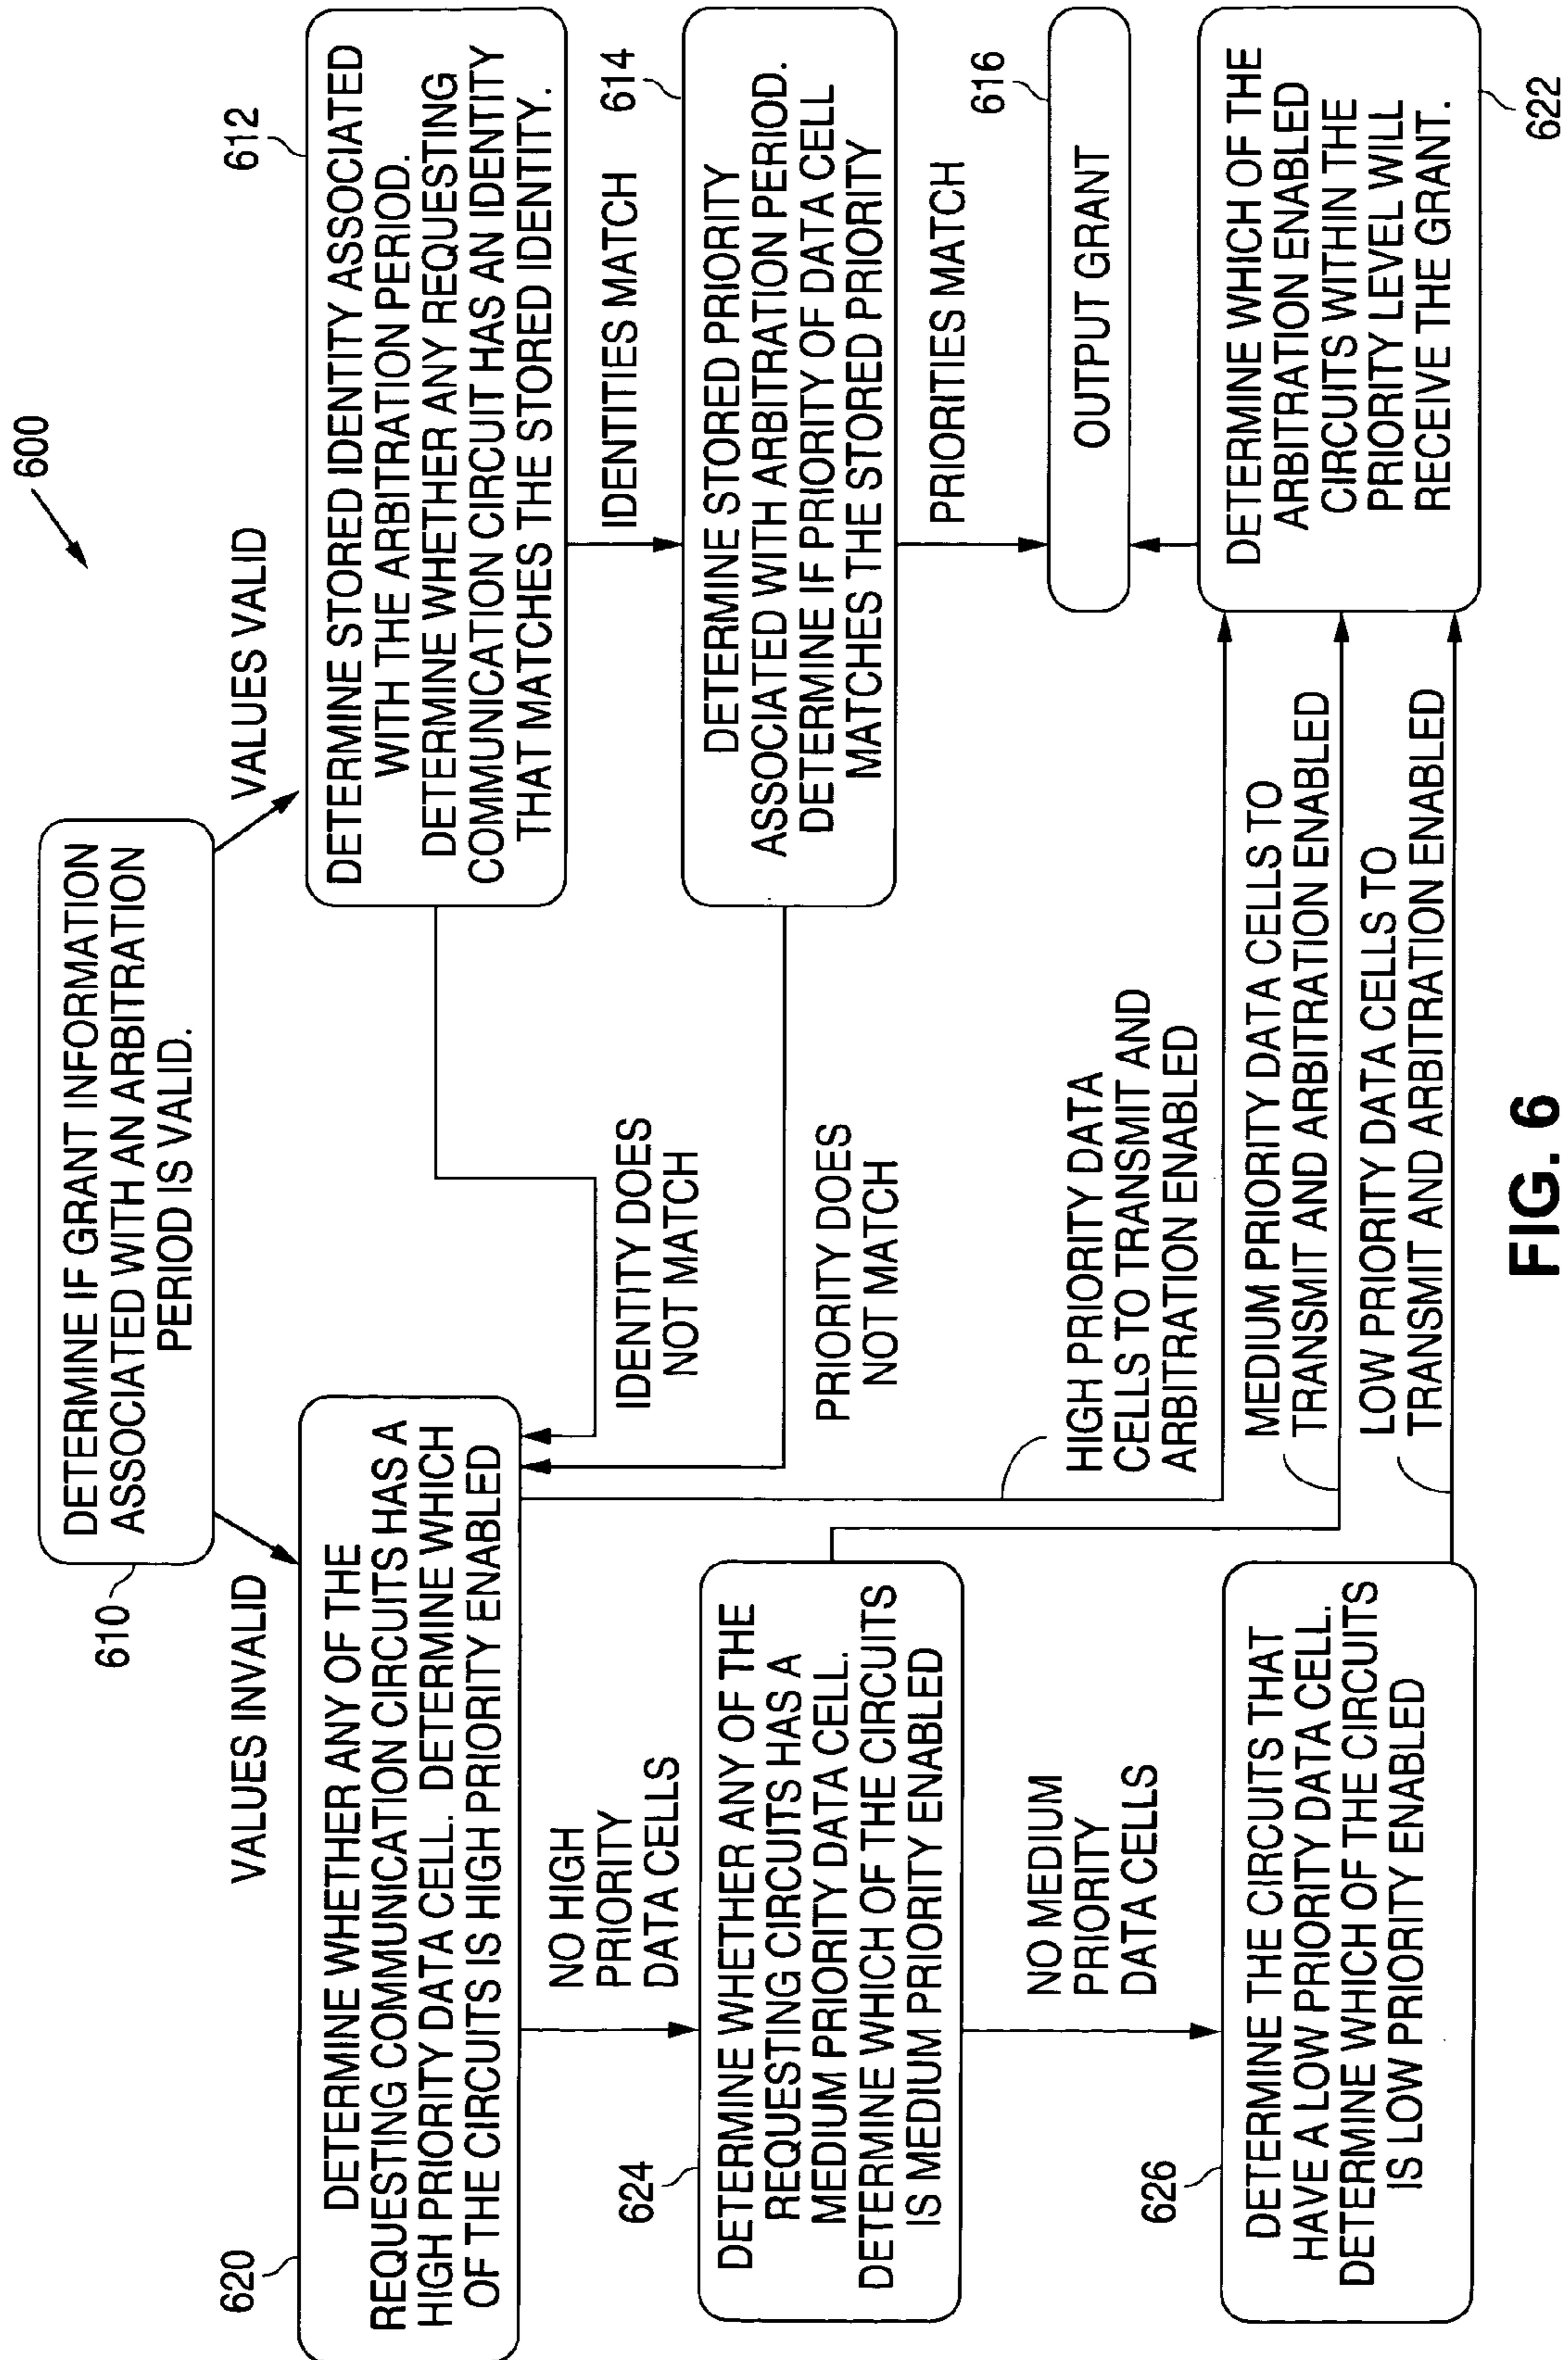 600
DETERMINE IF GRANT INFORMATION
ASSOCIATED WITH AN ARBITRATION
PERIOD IS VALID.
610
VALUES INVALID
VALUES VALID
620
DETERMINE WHETHER ANY OF THE
REQUESTING COMMUNICATION CIRCUITS HAS A
HIGH PRIORITY DATA CELL. DETERMINE WHICH
OF THE CIRCUITS IS HIGH PRIORITY ENABLED
612
DETERMINE STORED IDENTITY ASSOCIATED
WITH THE ARBITRATION PERIOD.
DETERMINE WHETHER ANY REQUESTING
COMMUNICATION CIRCUIT HAS AN IDENTITY
THAT MATCHES THE STORED IDENTITY.
NO HIGH
PRIORITY
DATA CELLS
IDENTITY DOES
NOT MATCH
IDENTITIES MATCH
614
624
DETERMINE WHETHER ANY OF THE
REQUESTING CIRCUITS HAS A
MEDIUM PRIORITY DATA CELL.
DETERMINE WHICH OF THE CIRCUITS
IS MEDIUM PRIORITY ENABLED
DETERMINE STORED PRIORITY
ASSOCIATED WITH ARBITRATION PERIOD.
DETERMINE IF PRIORITY OF DATA CELL
MATCHES THE STORED PRIORITY
PRIORITY DOES
NOT MATCH
PRIORITIES MATCH
616
NO MEDIUM
PRIORITY
DATA CELLS
HIGH PRIORITY DATA
CELLS TO TRANSMIT AND
ARBITRATION ENABLED
OUTPUT GRANT
626
DETERMINE THE CIRCUITS THAT
HAVE A LOW PRIORITY DATA CELL.
DETERMINE WHICH OF THE CIRCUITS
IS LOW PRIORITY ENABLED
MEDIUM PRIORITY DATA CELLS TO
TRANSMIT AND ARBITRATION ENABLED
LOW PRIORITY DATA CELLS TO
TRANSMIT AND ARBITRATION ENABLED
DETERMINE WHICH OF THE
ARBITRATION ENABLED
CIRCUITS WITHIN THE
PRIORITY LEVEL WILL
RECEIVE THE GRANT.
622
FIG. 6